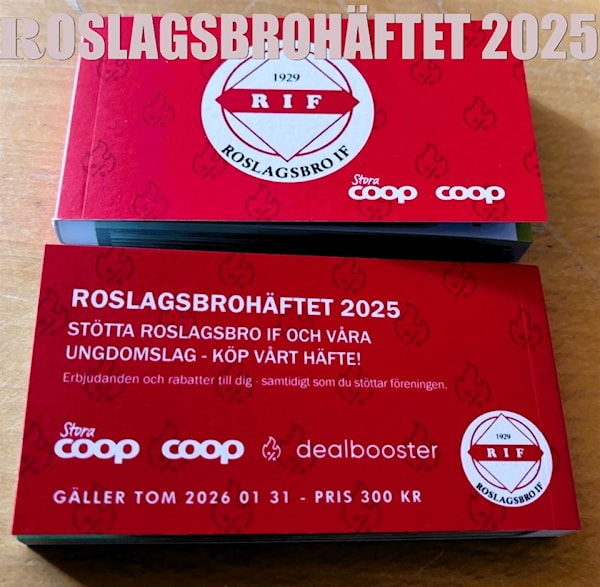 ROSLAGSBROHÄFTET 2025
1929
RIF
ROSLAGSBRO IF
Stora
coop coop
ROSLAGSBROHÄFTET 2025
STÖTTA ROSLAGSBRO IF OCH VÅRA
UNGDOMSLAG - KÖP VÅRT HÄFTE!
Erbjudanden och rabatter till dig - samtidigt som du stöttar föreningen.
Stora
coop coop dealbooster
1929
RIF
ROSLAGSBRO IF
GÄLLER TOM 2026 01 31 - PRIS 300 KR